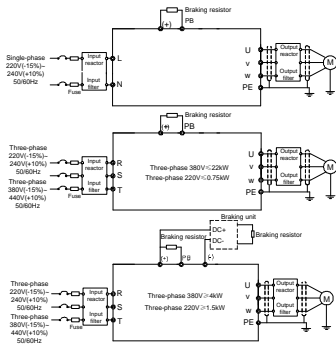 Braking resistor
(+) PB
Single-phase
220V(-15%)~
240V(+10%)
50/60Hz
Fuse
Input
reactor
Input
filter
L
N
U
V
W
PE
Output
reactor
Output
filter
M
Braking resistor
(+) PB
Three-phase
220V(-15%)~
240V(+10%)
50/60Hz
Three-phase
380V(-15%)~
440V(+10%)
50/60Hz
Fuse
Input
reactor
Input
filter
R
S
T
Three-phase 380V≤22kW
Three-phase 220V≤0.75kW
U
V
W
PE
Output
reactor
Output
filter
M
Braking unit
DC+
DC-
Braking resistor
Braking resistor
(+) PB (-)
Three-phase
220V(-15%)~
240V(+10%)
50/60Hz
Three-phase
380V(-15%)~
440V(+10%)
50/60Hz
Fuse
Input
reactor
Input
filter
R
S
T
Three-phase 380V≥4kW
Three-phase 220V≥1.5kW
U
V
W
PE
Output
reactor
Output
filter
M